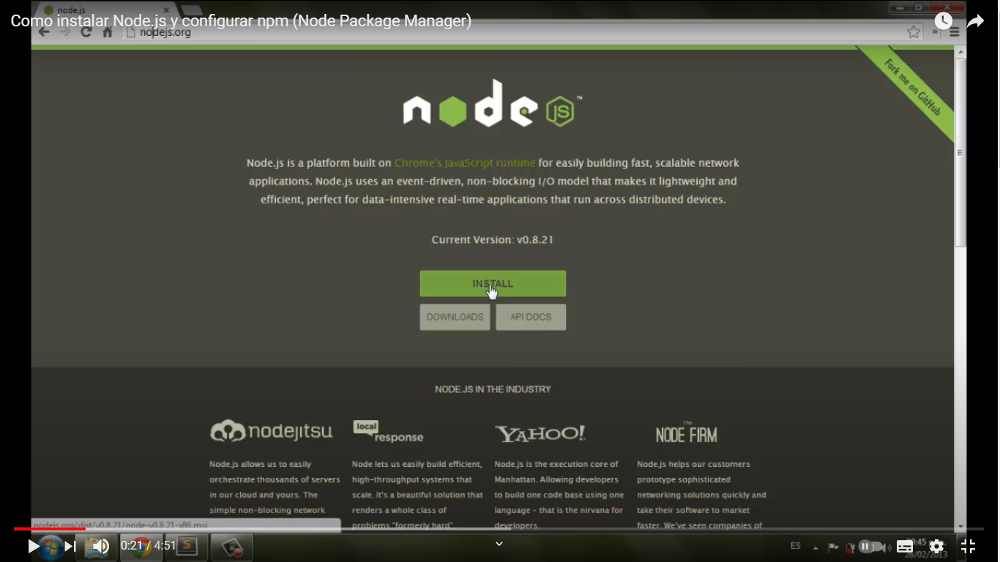 node.js
Como instalar Node.js y configurar npm (Node Package Manager)
nodejs.org
Fork me on GitHub
node JS ™
Node.js is a platform built on Chrome's JavaScript runtime for easily building fast, scalable network
applications. Node.js uses an event-driven, non-blocking I/O model that makes it lightweight and
efficient, perfect for data-intensive real-time applications that run across distributed devices.
Current Version: v0.8.21
INSTALL
DOWNLOADS
API DOCS
NODE.JS IN THE INDUSTRY
nodejitsu
local
response
YAHOO!
The
NODE FIRM
Node.js allows us to easily
orchestrate thousands of servers
in our cloud and yours. The
simple non-blocking network
Node lets us easily build efficient,
high-throughput systems that
scale. It's a beautiful solution that
renders a whole class of
problems "formerly hard".
Node.js is the execution core of
Manhattan. Allowing developers
to build one code base using one
language – that is the nirvana for
developers.
Node.js helps our customers
prototype sophisticated
networking solutions quickly and
take their software to market
faster. We've seen companies of
nodejs.org/dist/v0.8.21/node-v0.8.21-x86.msi
0:21 / 4:51
S
ES
28/02/2013